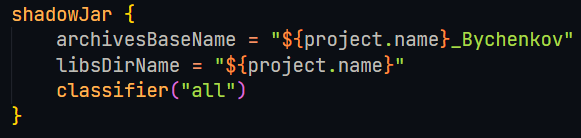 shadowJar {
    archivesBaseName = "${project.name}_Bychenkov"
    libsDirName = "${project.name}"
    classifier("all")
}